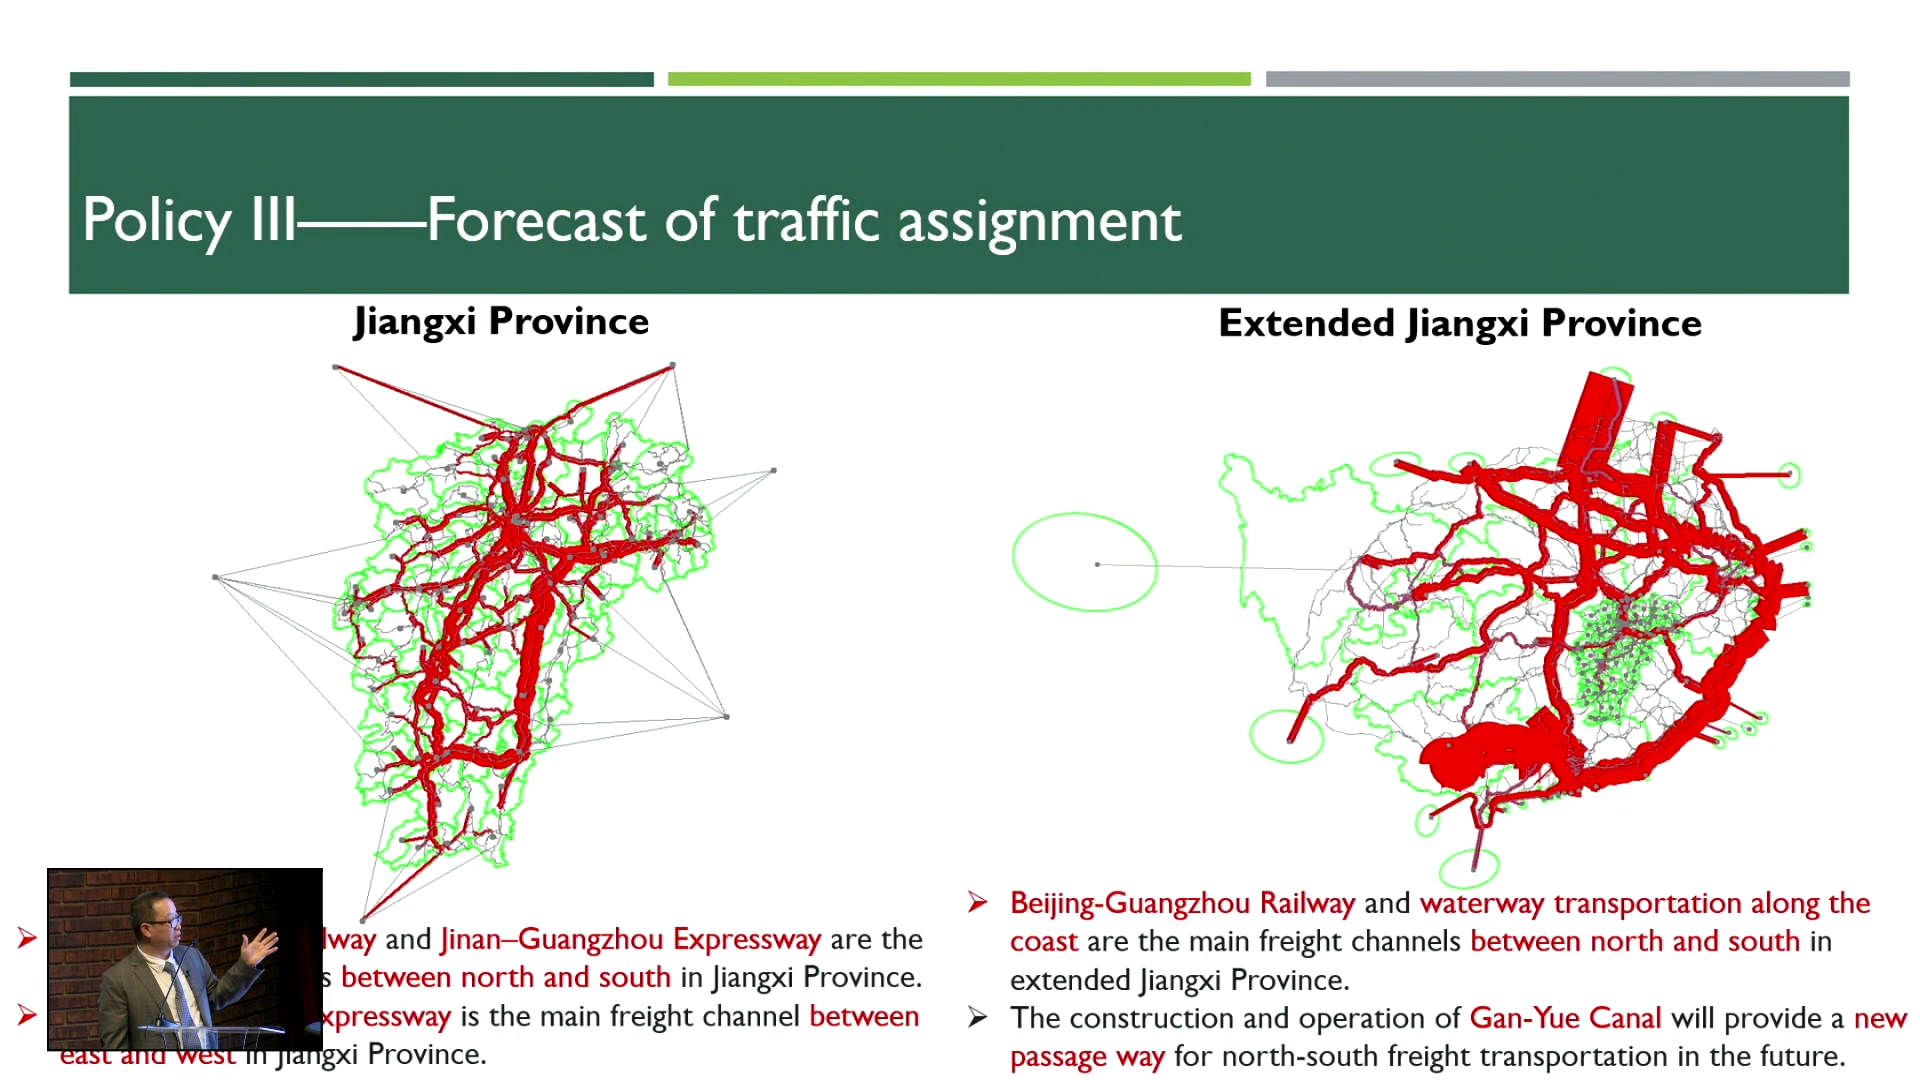 Policy III——Forecast of traffic assignment
Jiangxi Province
Extended Jiangxi Province
and Jinan–Guangzhou Expressway are the
between north and south in Jiangxi Province.
is the main freight channel between
east and west in Jiangxi Province.
Beijing-Guangzhou Railway and waterway transportation along the
coast are the main freight channels between north and south in
extended Jiangxi Province.
The construction and operation of Gan-Yue Canal will provide a new
passage way for north-south freight transportation in the future.